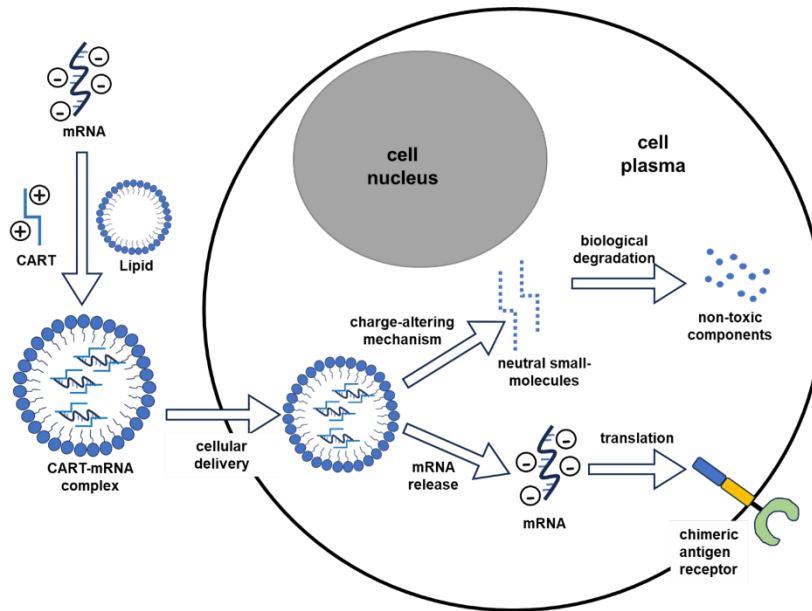 mRNA
CART
Lipid
CART-mRNA
complex
cellular
delivery
cell
nucleus
cell
plasma
charge-altering
mechanism
neutral small-
molecules
biological
degradation
non-toxic
components
mRNA
release
mRNA
translation
chimeric
antigen
receptor